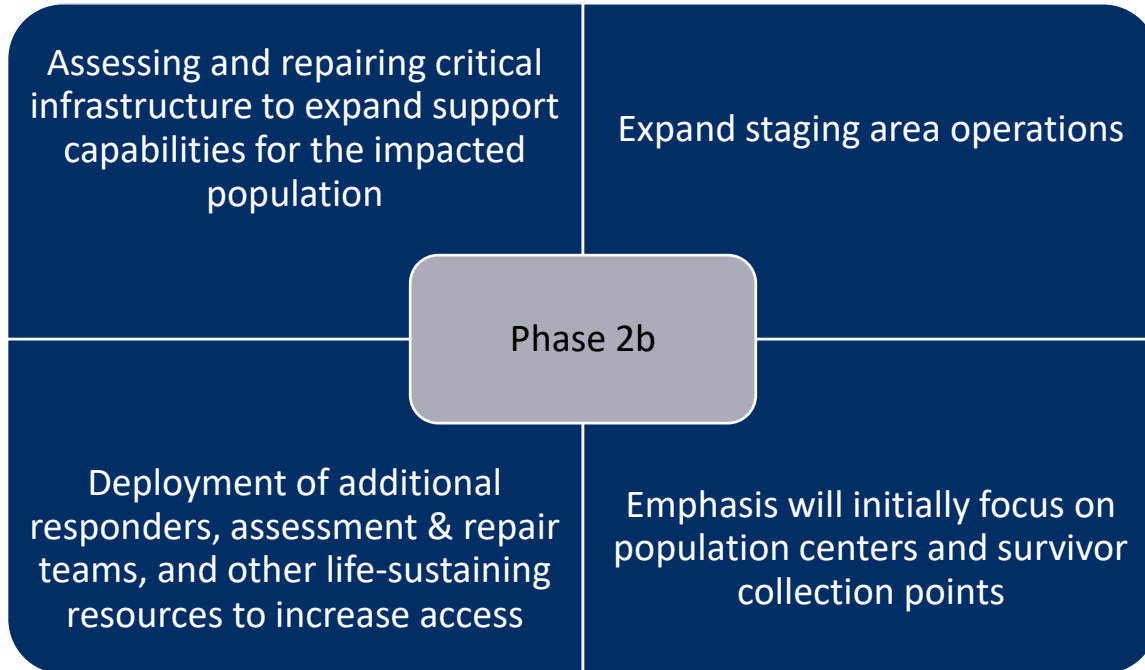 Assessing and repairing critical
infrastructure to expand support
capabilities for the impacted
population
Expand staging area operations
Phase 2b
Deployment of additional
responders, assessment & repair
teams, and other life-sustaining
resources to increase access
Emphasis will initially focus on
population centers and survivor
collection points